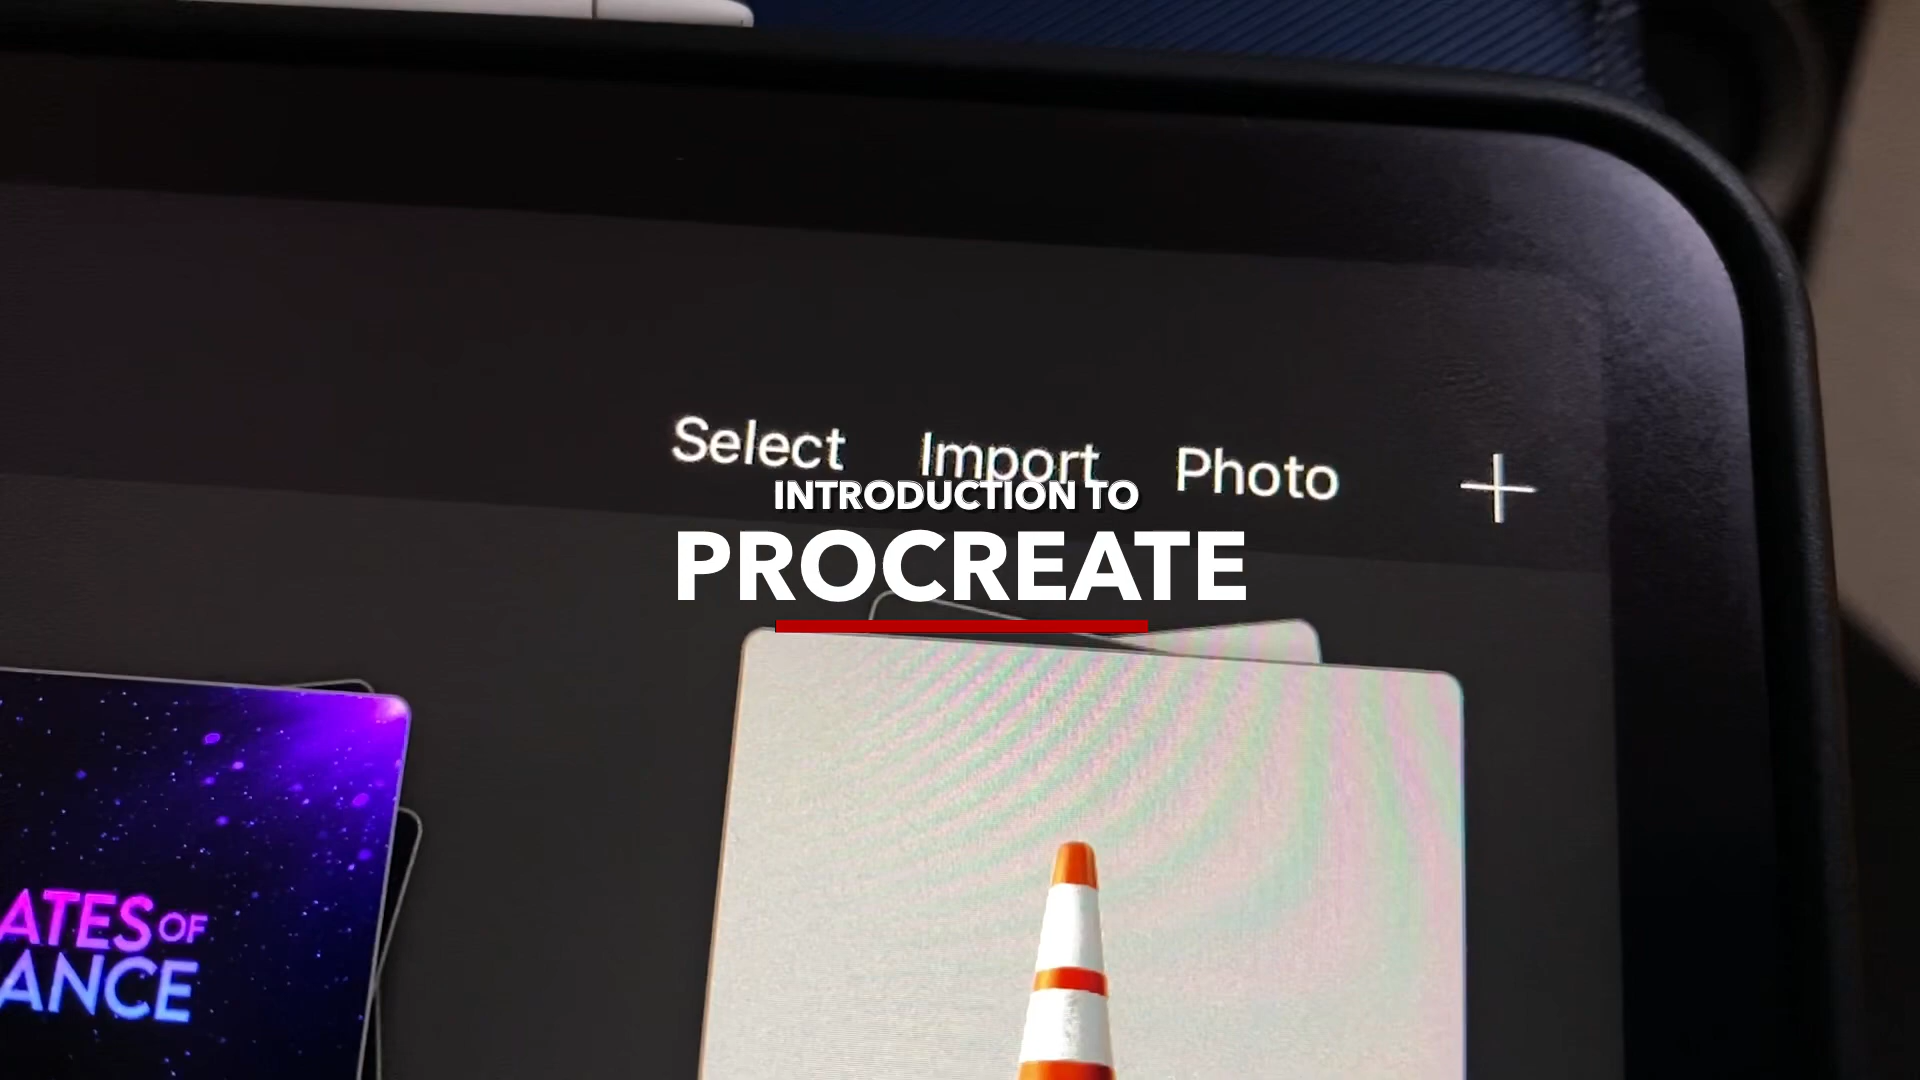 Select Import Photo +
INTRODUCTION TO
PROCREATE
ATES OF
ANCE